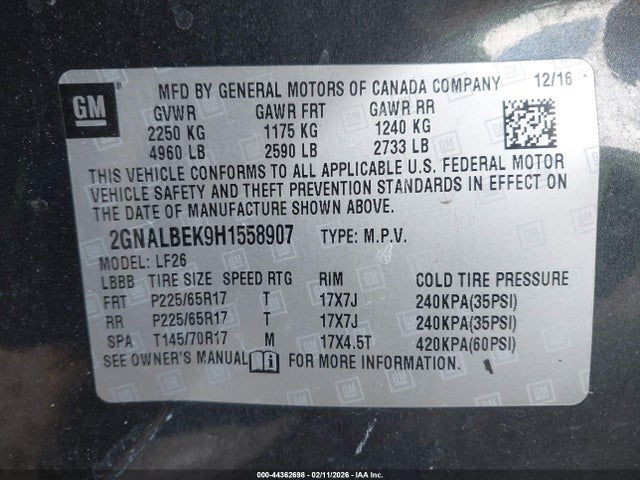 GM
MFD BY GENERAL MOTORS OF CANADA COMPANY 12/16
GVWR GAWR FRT GAWR RR
2250 KG 1175 KG 1240 KG
4960 LB 2590 LB 2733 LB
THIS VEHICLE CONFORMS TO ALL APPLICABLE U.S. FEDERAL MOTOR
VEHICLE SAFETY AND THEFT PREVENTION STANDARDS IN EFFECT ON
THE DATE OF MANUFACTURE SHOWN ABOVE.
2GNALBEK9H1558907 TYPE: M.P.V.
MODEL: LF26
LBBB TIRE SIZE SPEED RTG RIM COLD TIRE PRESSURE
FRT P225/65R17 T 17X7J 240KPA(35PSI)
RR P225/65R17 T 17X7J 240KPA(35PSI)
SPA T145/70R17 M 17X4.5T 420KPA(60PSI)
SEE OWNER'S MANUAL i FOR MORE INFORMATION.
000-44362698 - 02/11/2026 - IAA Inc.